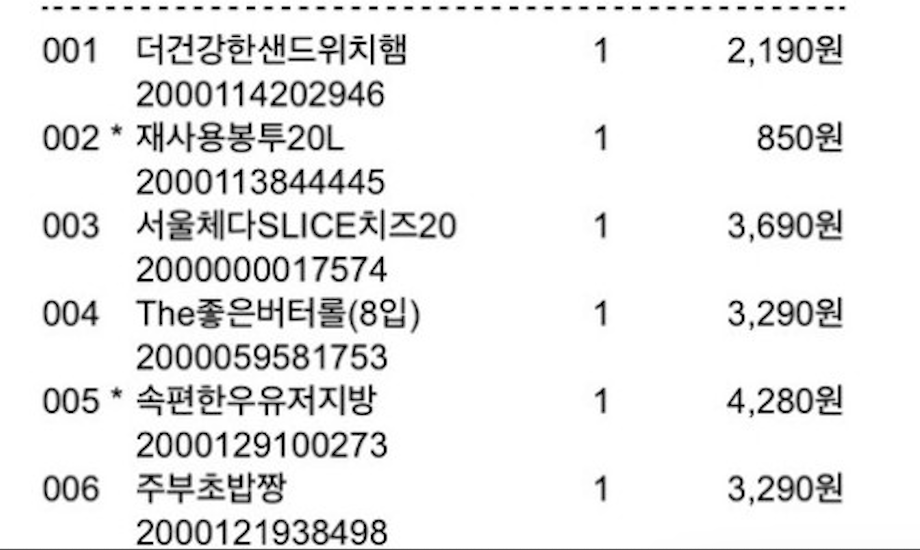 001 더건강한샌드위치햄 1 2,190원
2000114202946
002 * 재사용봉투20L 1 850원
2000113844445
003 서울체다SLICE치즈20 1 3,690원
2000000017574
004 The좋은버터롤(8입) 1 3,290원
2000059581753
005 * 속편한우유저지방 1 4,280원
2000129100273
006 주부초밥짱 1 3,290원
2000121938498